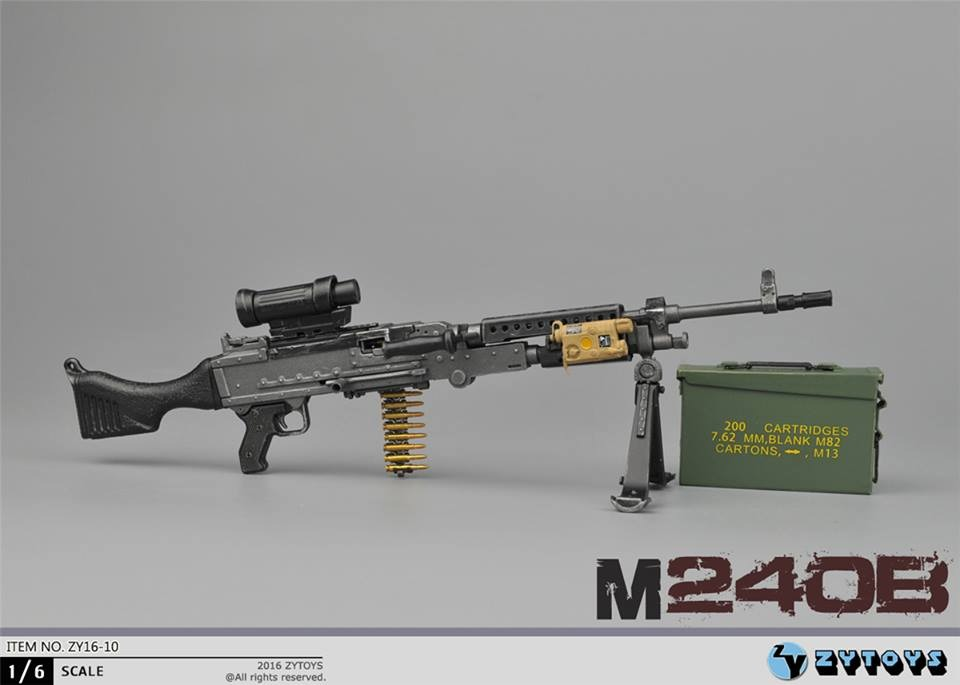 200 CARTRIDGES
7.62 MM,BLANK M82
CARTONS, ↔ , M13
M240B
ITEM NO. ZY16-10
1/6 SCALE
2016 ZYTOYS
@All rights reserved.
ZY ZYTOYS